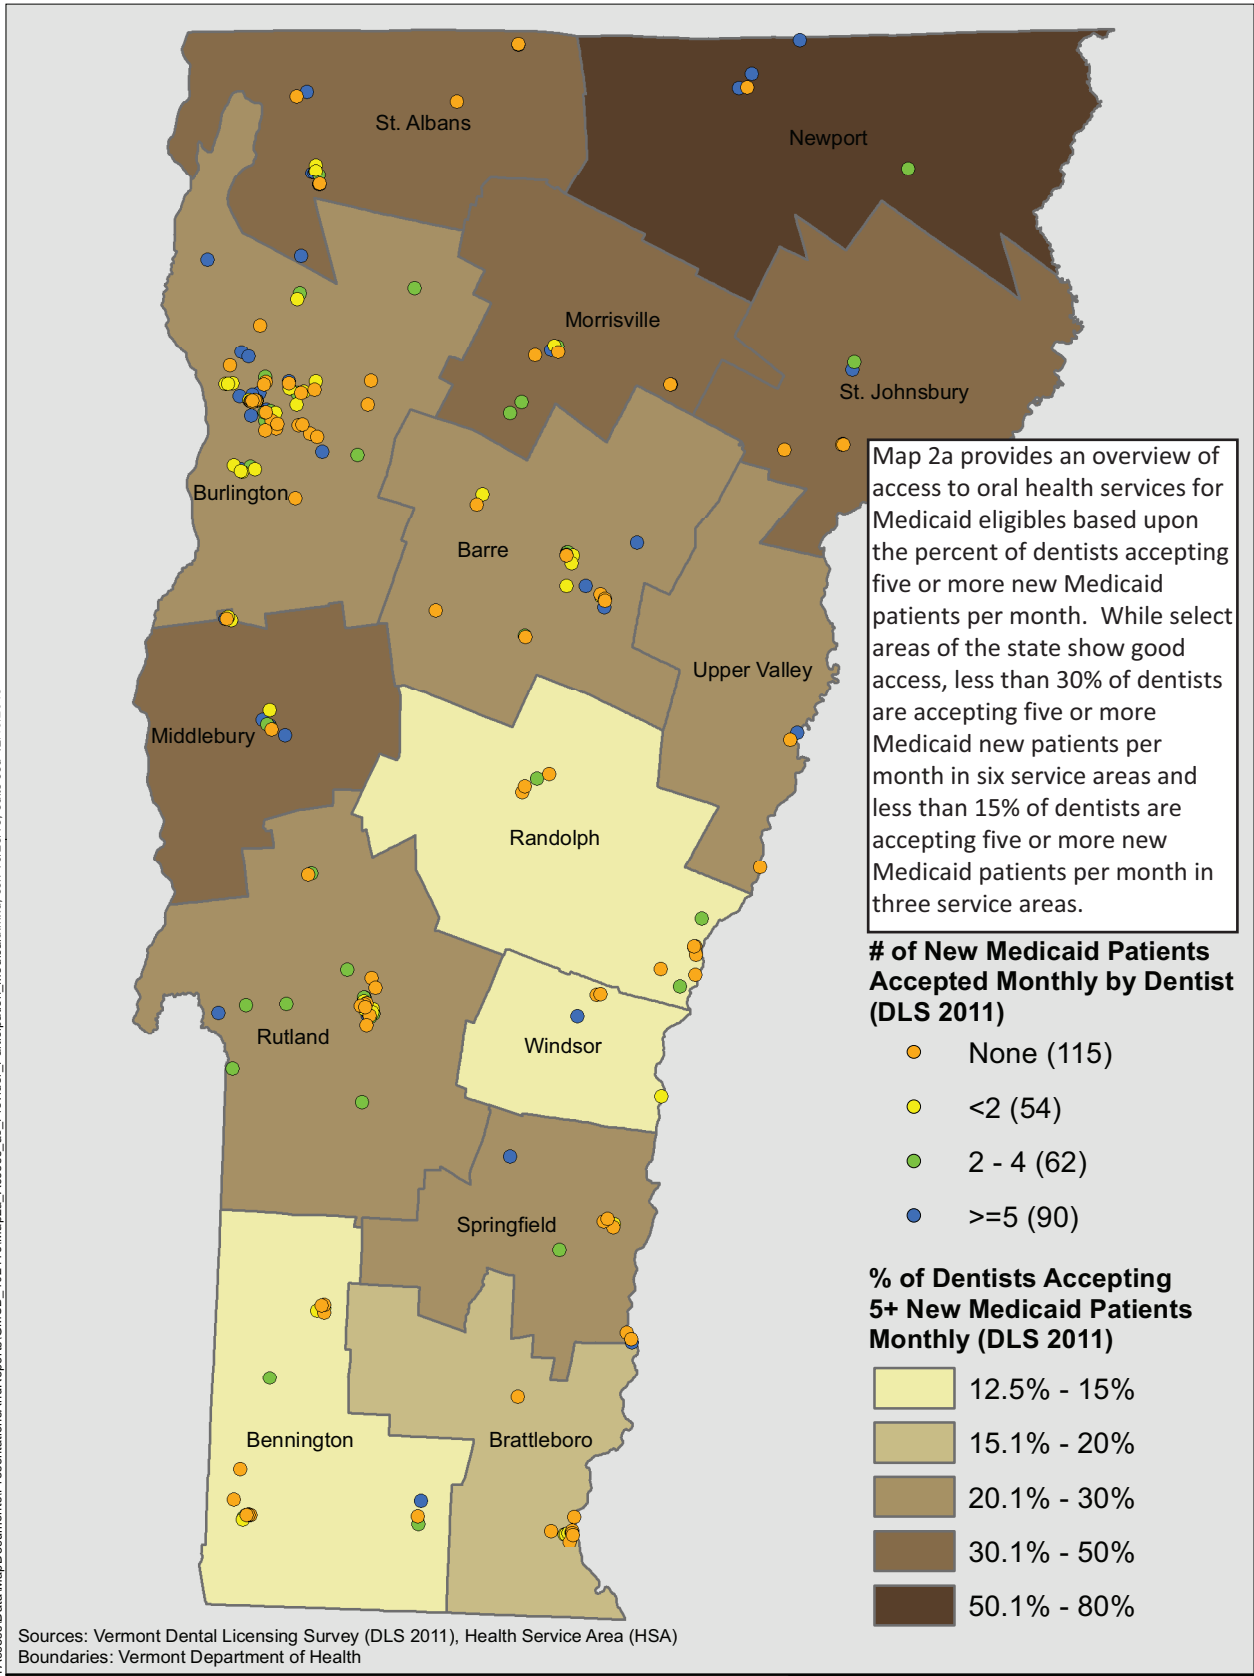 St. Albans
Newport
Morrisville
St. Johnsbury
Burlington
Barre
Upper Valley
Middlebury
Randolph
Rutland
Windsor
Springfield
Bennington
Brattleboro
Map 2a provides an overview of
access to oral health services for
Medicaid eligibles based upon
the percent of dentists accepting
five or more new Medicaid
patients per month. While select
areas of the state show good
access, less than 30% of dentists
are accepting five or more
Medicaid new patients per
month in six service areas and
less than 15% of dentists are
accepting five or more new
Medicaid patients per month in
three service areas.
# of New Medicaid Patients
Accepted Monthly by Dentist
(DLS 2011)
None (115)
<2 (54)
2 - 4 (62)
>=5 (90)
% of Dentists Accepting
5+ New Medicaid Patients
Monthly (DLS 2011)
12.5% - 15%
15.1% - 20%
20.1% - 30%
30.1% - 50%
50.1% - 80%
Sources: Vermont Dental Licensing Survey (DLS 2011), Health Service Area (HSA)
Boundaries: Vermont Department of Health